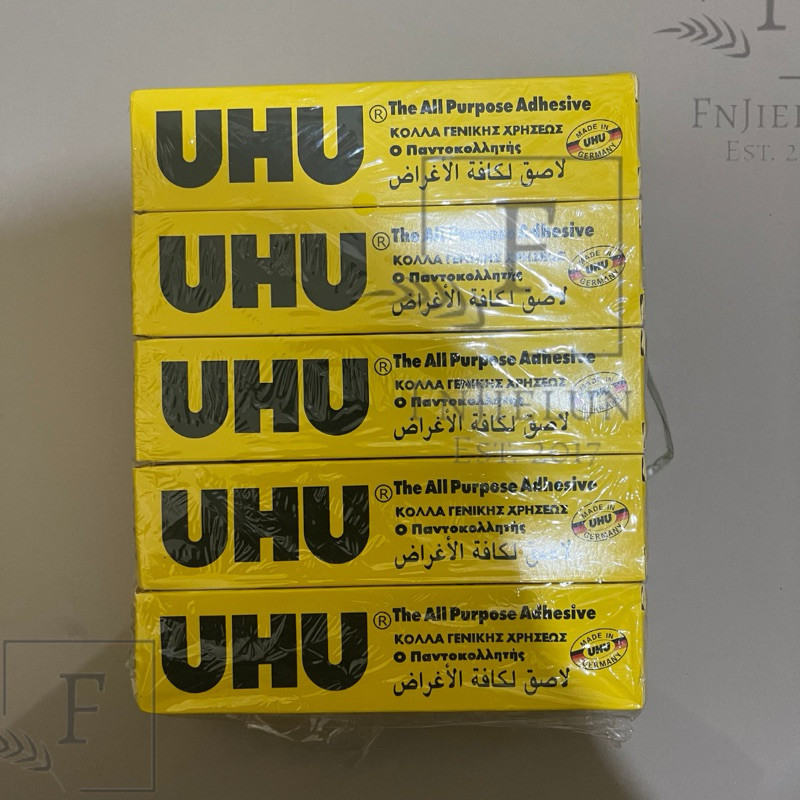 UHU® The All Purpose Adhesive
ΚΟΛΛΑ ΓΕΝΙΚΗΣ ΧΡΗΣΕΩΣ
Ο Παντοκολλητής
لاصق لكافة الأغراض
MADE IN
UHU
GERMANY
UHU® The All Purpose Adhesive
ΚΟΛΛΑ ΓΕΝΙΚΗΣ ΧΡΗΣΕΩΣ
Ο Παντοκολλητής
لاصق لكافة الأغراض
MADE IN
UHU
GERMANY
UHU® The All Purpose Adhesive
ΚΟΛΛΑ ΓΕΝΙΚΗΣ ΧΡΗΣΕΩΣ
Ο Παντοκολλητής
لاصق لكافة الأغراض
UHU® The All Purpose Adhesive
ΚΟΛΛΑ ΓΕΝΙΚΗΣ ΧΡΗΣΕΩΣ
Ο Παντοκολλητής
لاصق لكافة الأغراض
MADE IN
UHU
GERMANY
UHU® The All Purpose Adhesive
ΚΟΛΛΑ ΓΕΝΙΚΗΣ ΧΡΗΣΕΩΣ
Ο Παντοκολλητής
لاصق لكافة الأغراض
MADE IN
UHU
GERMANY
F
FNJIELUN
EST. 2017
F
EST.